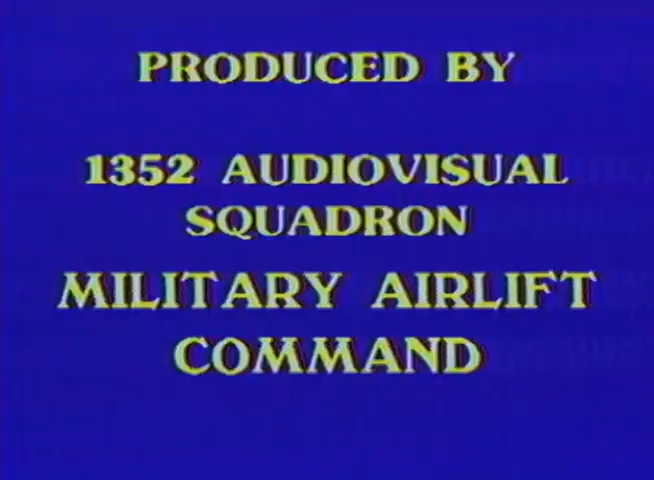 PRODUCED BY
1352 AUDIOVISUAL
SQUADRON
MILITARY AIRLIFT
COMMAND